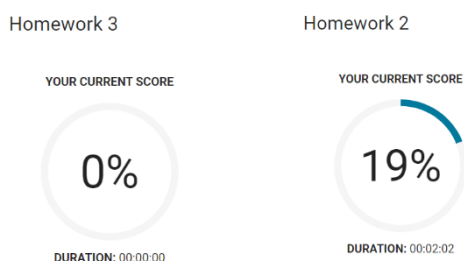 Homework 3
YOUR CURRENT SCORE
0%
DURATION: 00:00:00
Homework 2
YOUR CURRENT SCORE
19%
DURATION: 00:02:02